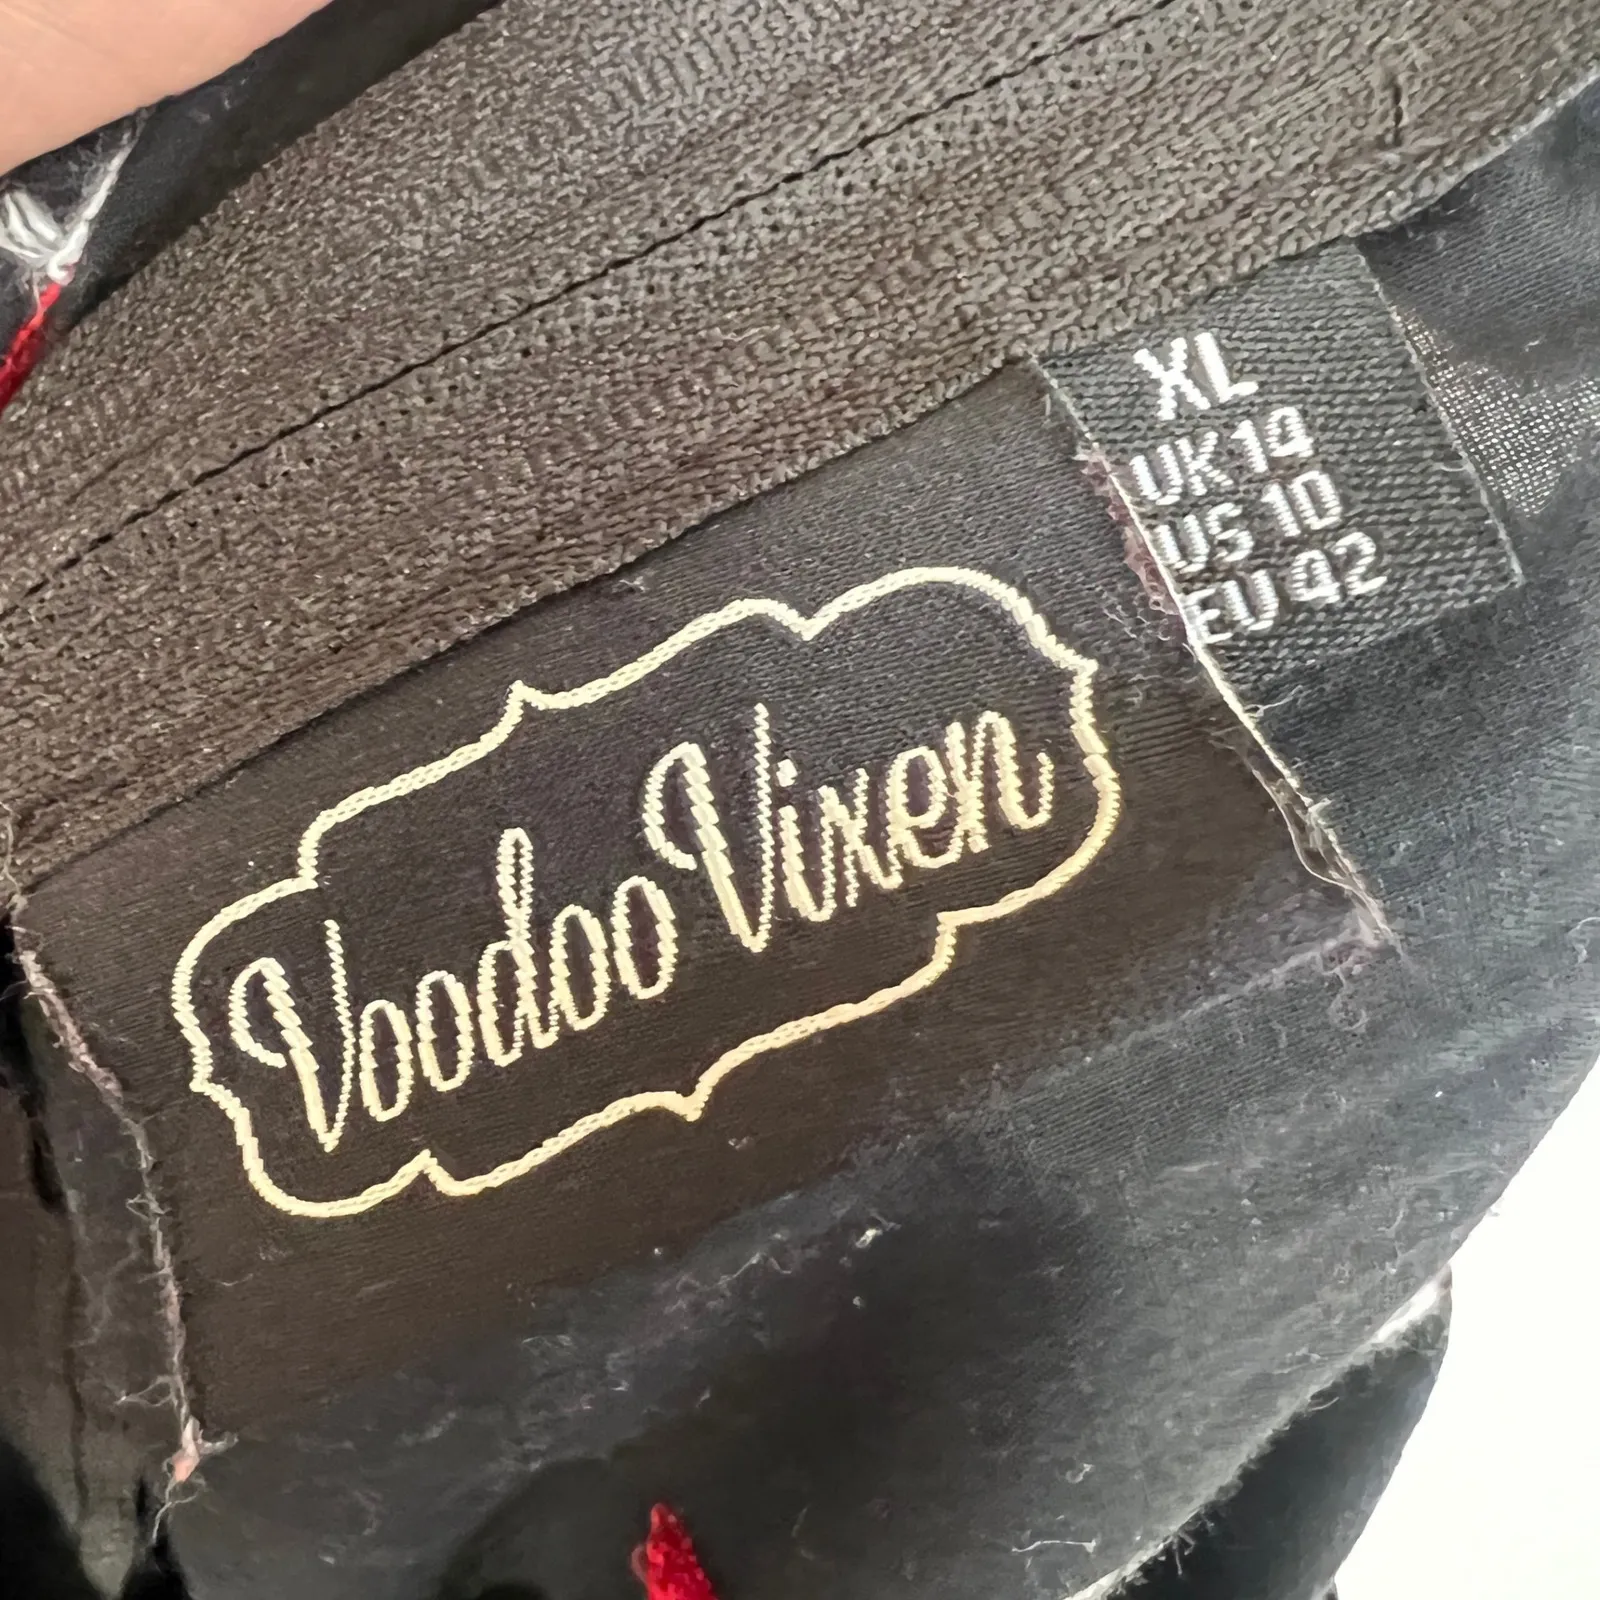 XL
UK 14
US 10
EU 42
Voodoo Vixen